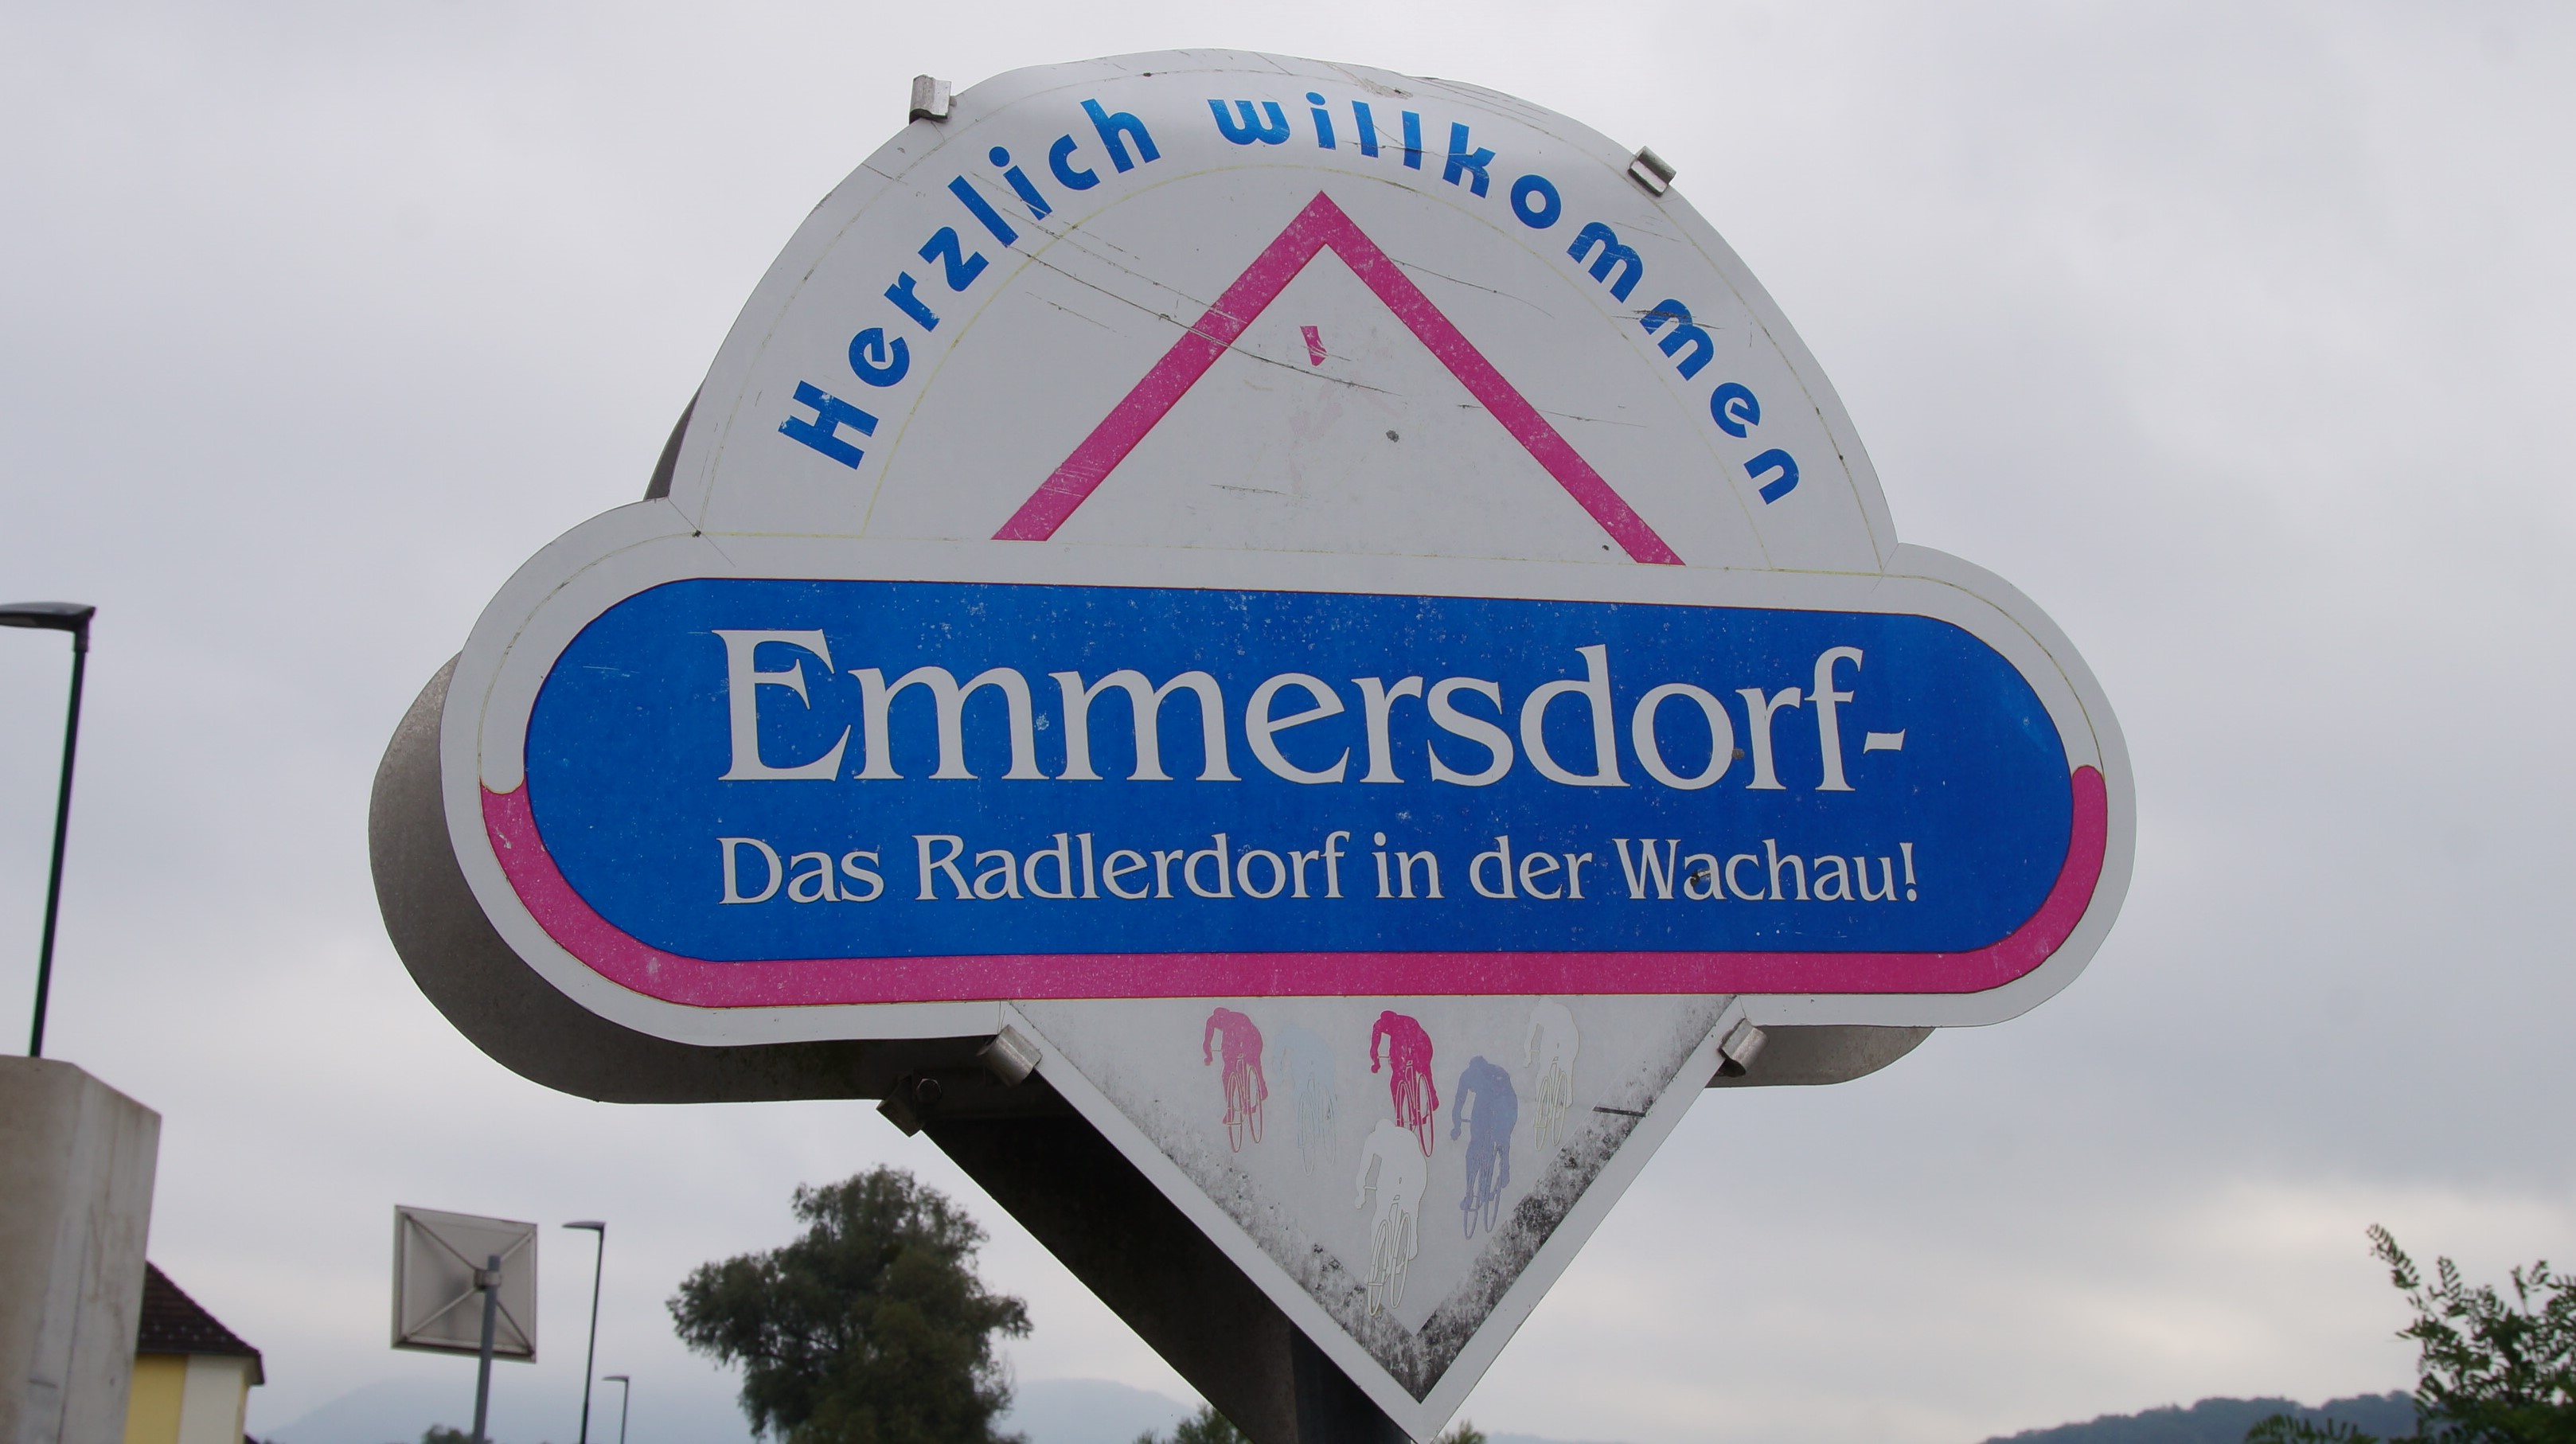 Herzlich willkommen
Emmersdorf-
Das Radlerdorf in der Wachau!